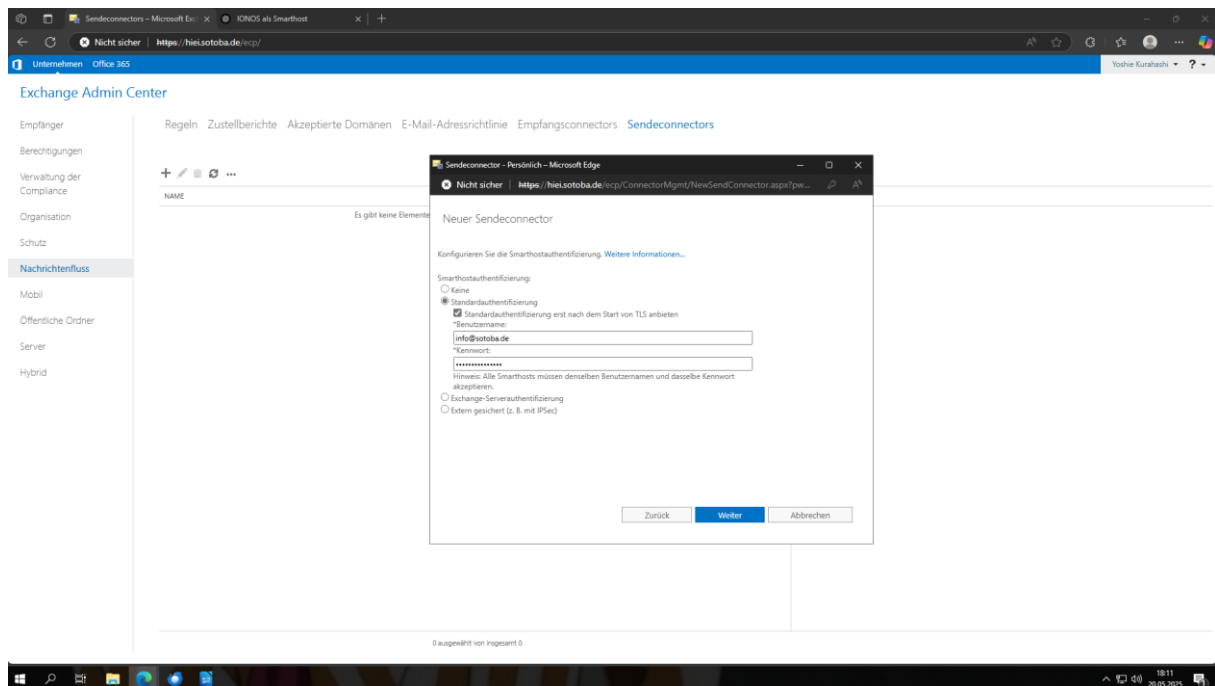 Sendeconnectors – Microsoft Exc
IONOS als Smarthost
Nicht sicher
https://hiei.sotoba.de/ecp/
Unternehmen Office 365
Yoshie Kurahashi ?
Exchange Admin Center
Empfänger
Berechtigungen
Verwaltung der
Compliance
Organisation
Schutz
Nachrichtenfluss
Mobil
Öffentliche Ordner
Server
Hybrid
Regeln Zustellberichte Akzeptierte Domänen E-Mail-Adressrichtlinie Empfangsconnectors Sendeconnectors
NAME
Es gibt keine Elemente
Sendeconnector - Persönlich – Microsoft Edge
Nicht sicher https://hiei.sotoba.de/ecp/ConnectorMgmt/NewSendConnector.aspx?pw...
Neuer Sendeconnector
Konfigurieren Sie die Smarthostauthentifizierung. Weitere Informationen...
Smarthostauthentifizierung:
Keine
Standardauthentifizierung
Standardauthentifizierung erst nach dem Start von TLS anbieten
*Benutzername:
info@sotoba.de
*Kennwort:
Hinweis: Alle Smarthosts müssen denselben Benutzernamen und dasselbe Kennwort
akzeptieren.
Exchange-Serverauthentifizierung
Extern gesichert (z. B. mit IPSec)
Zurück Weiter Abbrechen
0 ausgewählt von insgesamt 0
18:11
20.05.2025